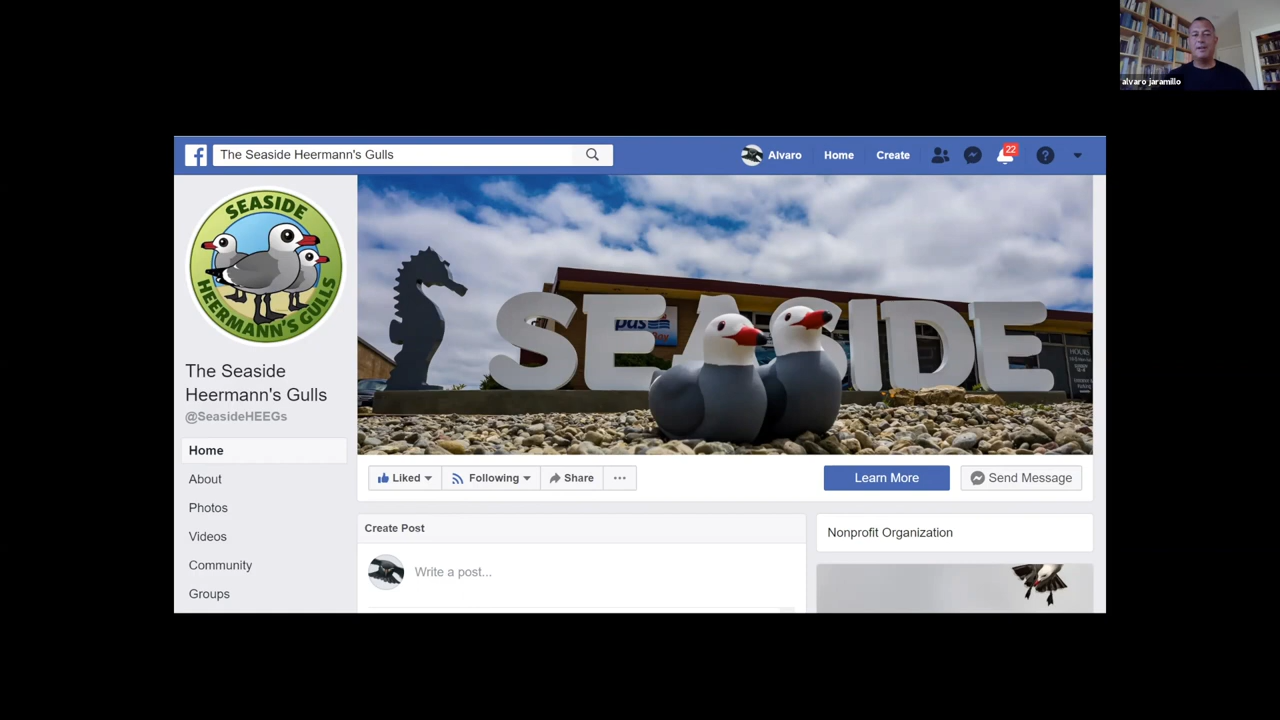 alvaro jaramillo
The Seaside Heermann's Gulls
Alvaro
Home
Create
22
?
SEASIDE
HEERMANN'S GULLS
The Seaside
Heermann's Gulls
@SeasideHEEGs
Home
About
Photos
Videos
Community
Groups
SEASIDE
HOURS
Liked
Following
Share
Learn More
Send Message
Create Post
Write a post...
Nonprofit Organization